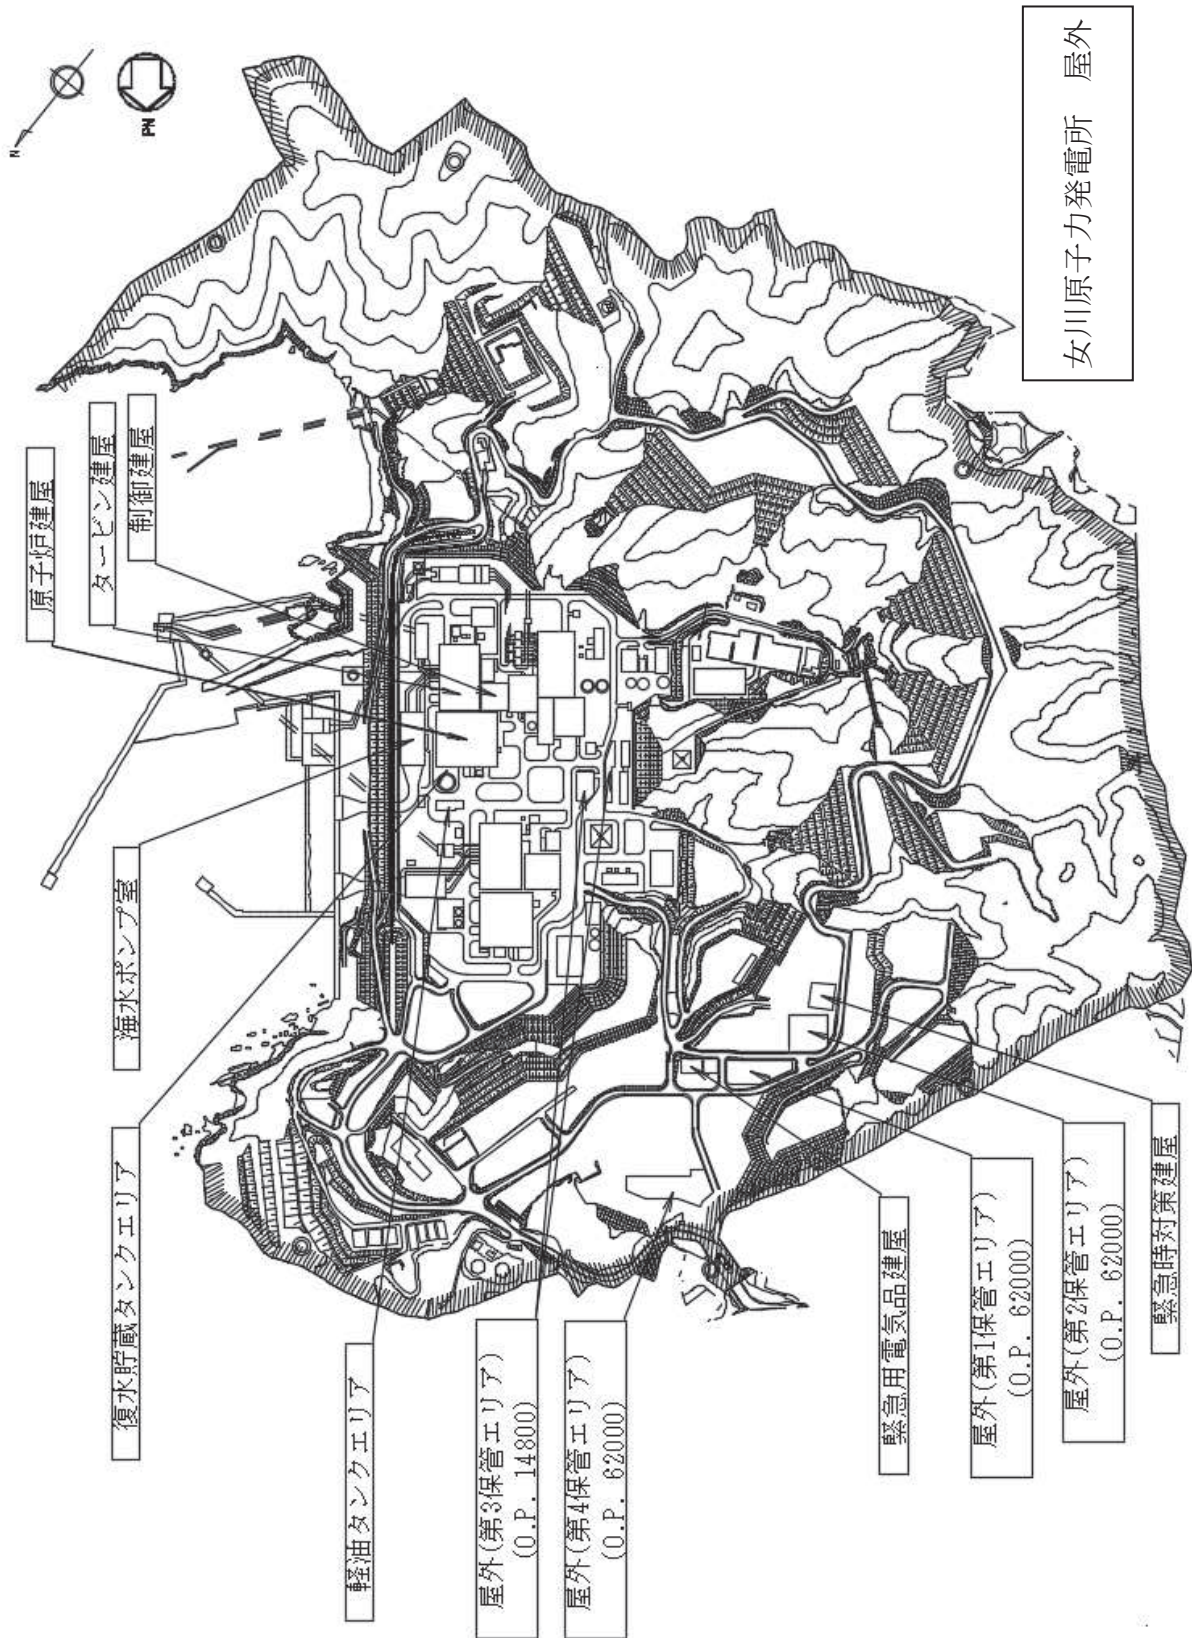 N
PN
原子炉建屋
タービン建屋
制御建屋
海水ポンプ室
復水貯蔵タンクエリア
軽油タンクエリア
屋外(第3保管エリア)
(O.P. 14800)
屋外(第4保管エリア)
(O.P. 62000)
緊急用電気品建屋
屋外(第1保管エリア)
(O.P. 62000)
屋外(第2保管エリア)
(O.P. 62000)
緊急時対策建屋
女川原子力発電所　屋外